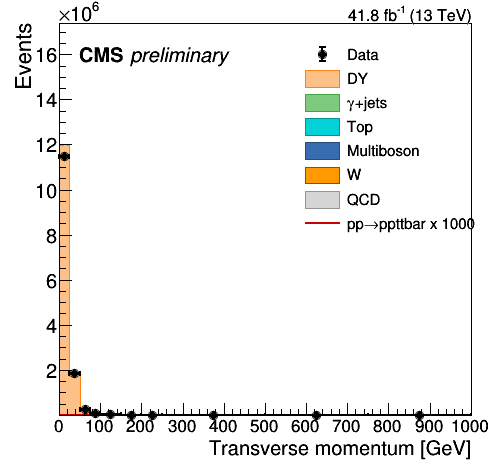 ×10⁶
41.8 fb⁻¹ (13 TeV)
Events
CMS preliminary
Data
DY
γ+jets
Top
Multiboson
W
QCD
pp→ppttbar x 1000
16
14
12
10
8
6
4
2
0 100 200 300 400 500 600 700 800 900 1000
Transverse momentum [GeV]